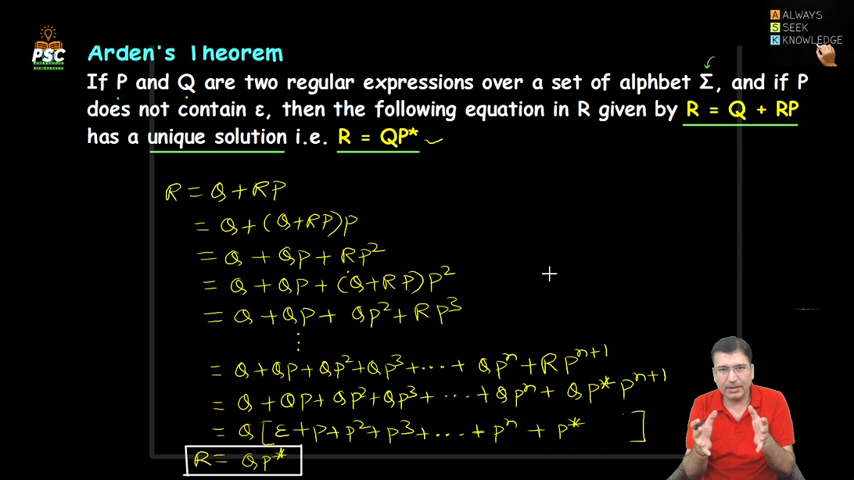 PSC
A ALWAYS
S SEEK
K KNOWLEDGE
Arden's Theorem
If P and Q are two regular expressions over a set of alphbet Σ, and if P
does not contain ε, then the following equation in R given by R = Q + RP
has a unique solution i.e. R = QP*
R = Q + RP
= Q + (Q+RP)P
= Q + QP + RP²
= Q + QP + (Q+RP)P²
= Q + QP + QP² + RP³
⋮
= Q + QP + QP² + QP³ + ... + QPⁿ + RPⁿ⁺¹
= Q + QP + QP² + QP³ + ... + QPⁿ + QP* Pⁿ⁺¹
= Q [ε + P + P² + P³ + ... + Pⁿ + P* ]
R = QP*